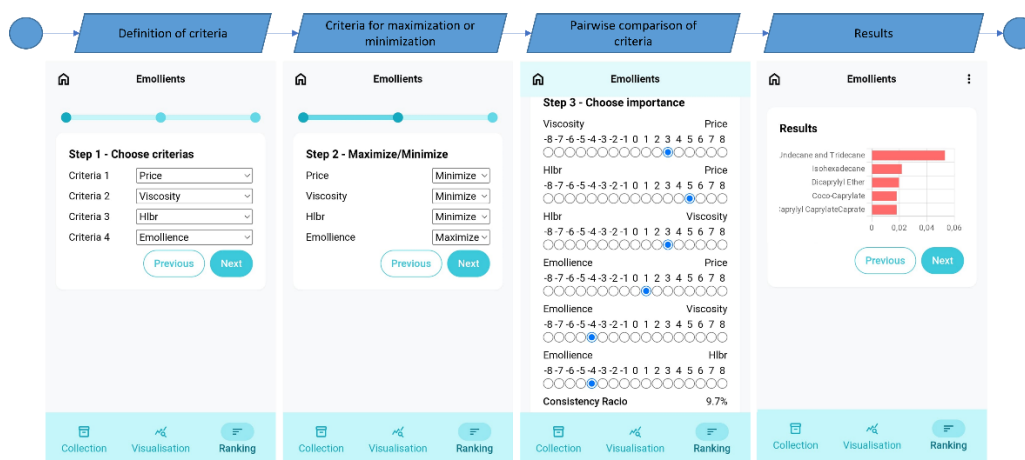 Definition of criteria
Criteria for maximization or
minimization
Pairwise comparison of
criteria
Results
Emollients
Step 1 - Choose criterias
Criteria 1 Price
Criteria 2 Viscosity
Criteria 3 Hlbr
Criteria 4 Emollience
Previous Next
Collection Visualisation Ranking
Emollients
Step 2 - Maximize/Minimize
Price Minimize
Viscosity Minimize
Hlbr Minimize
Emollience Maximize
Previous Next
Collection Visualisation Ranking
Emollients
Step 3 - Choose importance
Viscosity Price
-8 -7 -6 -5 -4 -3 -2 -1 0 1 2 3 4 5 6 7 8
Hlbr Price
-8 -7 -6 -5 -4 -3 -2 -1 0 1 2 3 4 5 6 7 8
Hlbr Viscosity
-8 -7 -6 -5 -4 -3 -2 -1 0 1 2 3 4 5 6 7 8
Emollience Price
-8 -7 -6 -5 -4 -3 -2 -1 0 1 2 3 4 5 6 7 8
Emollience Viscosity
-8 -7 -6 -5 -4 -3 -2 -1 0 1 2 3 4 5 6 7 8
Emollience Hlbr
-8 -7 -6 -5 -4 -3 -2 -1 0 1 2 3 4 5 6 7 8
Consistency Racio 9.7%
Collection Visualisation Ranking
Emollients
Results
and Tridecane
Isohexadecane
Dicaprylyl Ether
Coco-Caprylate
CaprylateCaprate
0 0,02 0,04 0,06
Previous Next
Collection Visualisation Ranking